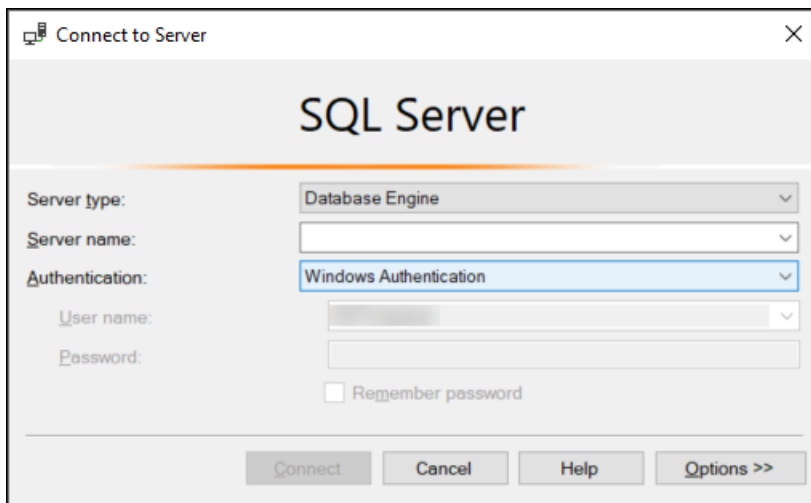 Connect to Server
SQL Server
Server type: Database Engine
Server name:
Authentication: Windows Authentication
User name:
Password:
Remember password
Connect Cancel Help Options >>